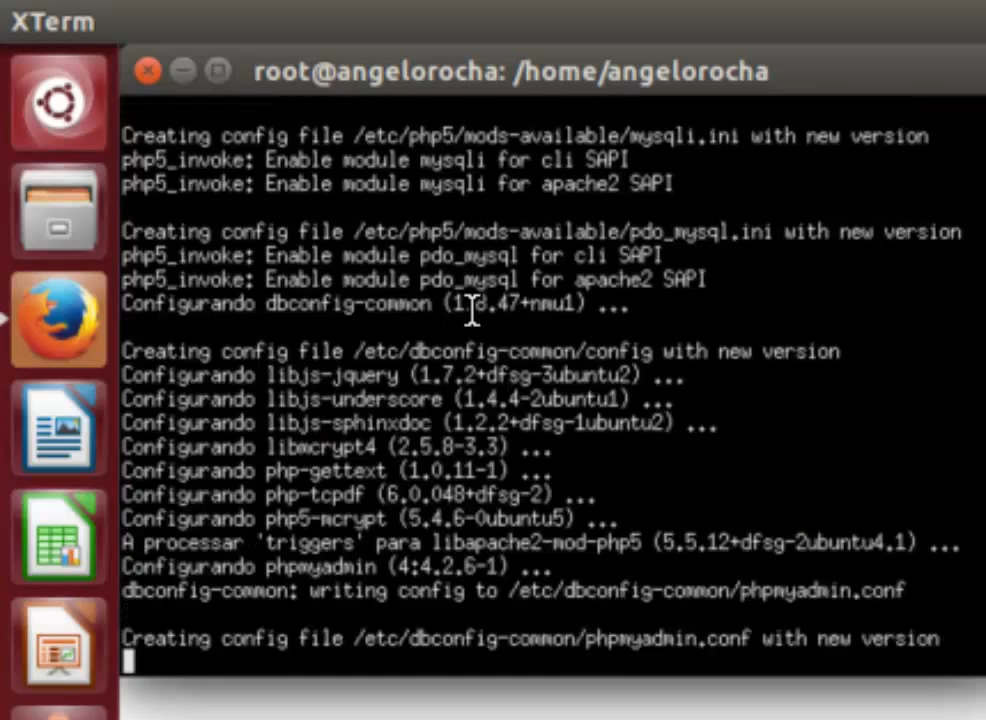 XTerm
root@angelorocha: /home/angelorocha
Creating config file /etc/php5/mods-available/mysqli.ini with new version
php5_invoke: Enable module mysqli for cli SAPI
php5_invoke: Enable module mysqli for apache2 SAPI
Creating config file /etc/php5/mods-available/pdo_mysql.ini with new version
php5_invoke: Enable module pdo_mysql for cli SAPI
php5_invoke: Enable module pdo_mysql for apache2 SAPI
Configurando dbconfig-common ...
Creating config file /etc/dbconfig-common/config with new version
Configurando libjs-jquery (1.7.2+dfsg-3ubuntu2) ...
Configurando libjs-underscore (1.4.4-2ubuntu1) ...
Configurando libjs-sphinxdoc (1.2.2+dfsg-1ubuntu2) ...
Configurando libmcrypt4 (2.5.8-3.3) ...
Configurando php-gettext (1.0.11-1) ...
Configurando php-tcpdf (6.0.048+dfsg-2) ...
Configurando php5-mcrypt (5.4.6-0ubuntu5) ...
A processar 'triggers' para libapache2-mod-php5 (5.5.12+dfsg-2ubuntu4.1) ...
Configurando phpmyadmin (4:4.2.6-1) ...
dbconfig-common: writing config to /etc/dbconfig-common/phpmyadmin.conf
Creating config file /etc/dbconfig-common/phpmyadmin.conf with new version